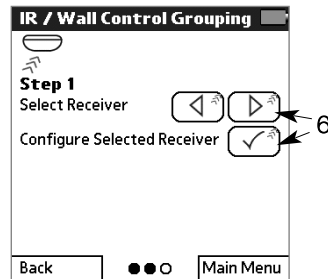 IR / Wall Control Grouping
Step 1
Select Receiver
6
Configure Selected Receiver
Back
Main Menu